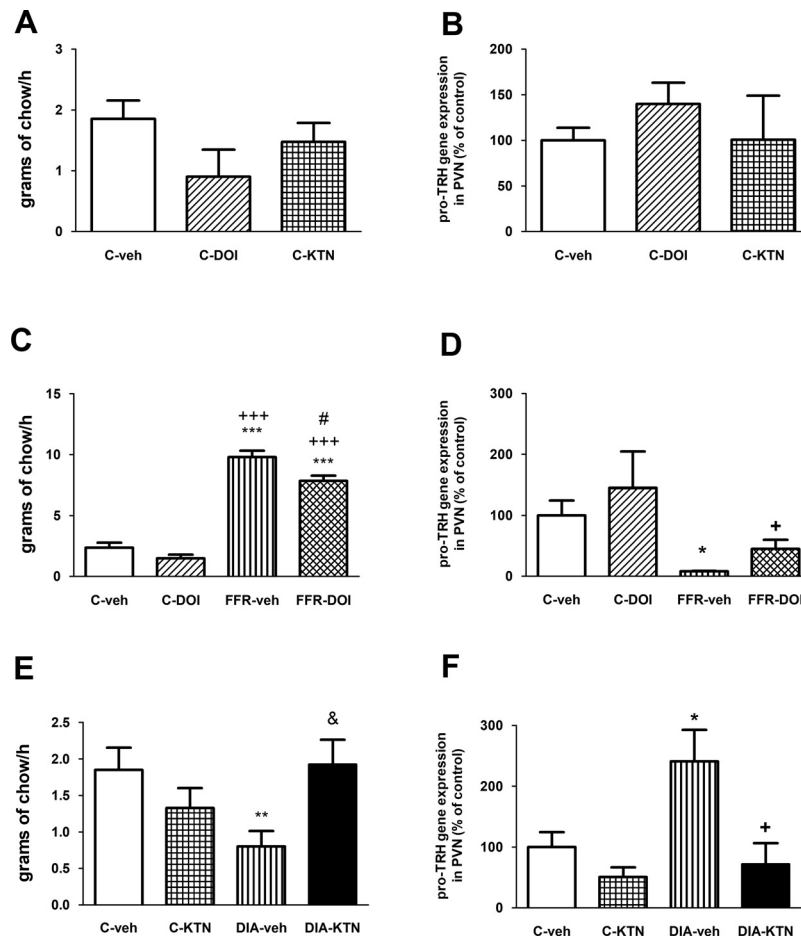 A
grams of chow/h
3
2
1
0
C-veh C-DOI C-KTN
B
pro-TRH gene expression
in PVN (% of control)
200
150
100
50
0
C-veh C-DOI C-KTN
C
grams of chow/h
15
10
5
0
+++
***
#
+++
***
C-veh C-DOI FFR-veh FFR-DOI
D
pro-TRH gene expression
in PVN (% of control)
300
200
100
0
*
+
C-veh C-DOI FFR-veh FFR-DOI
E
grams of chow/h
2.5
2.0
1.5
1.0
0.5
0.0
**
&
C-veh C-KTN DIA-veh DIA-KTN
F
pro-TRH gene expression
in PVN (% of control)
300
200
100
0
*
+
C-veh C-KTN DIA-veh DIA-KTN